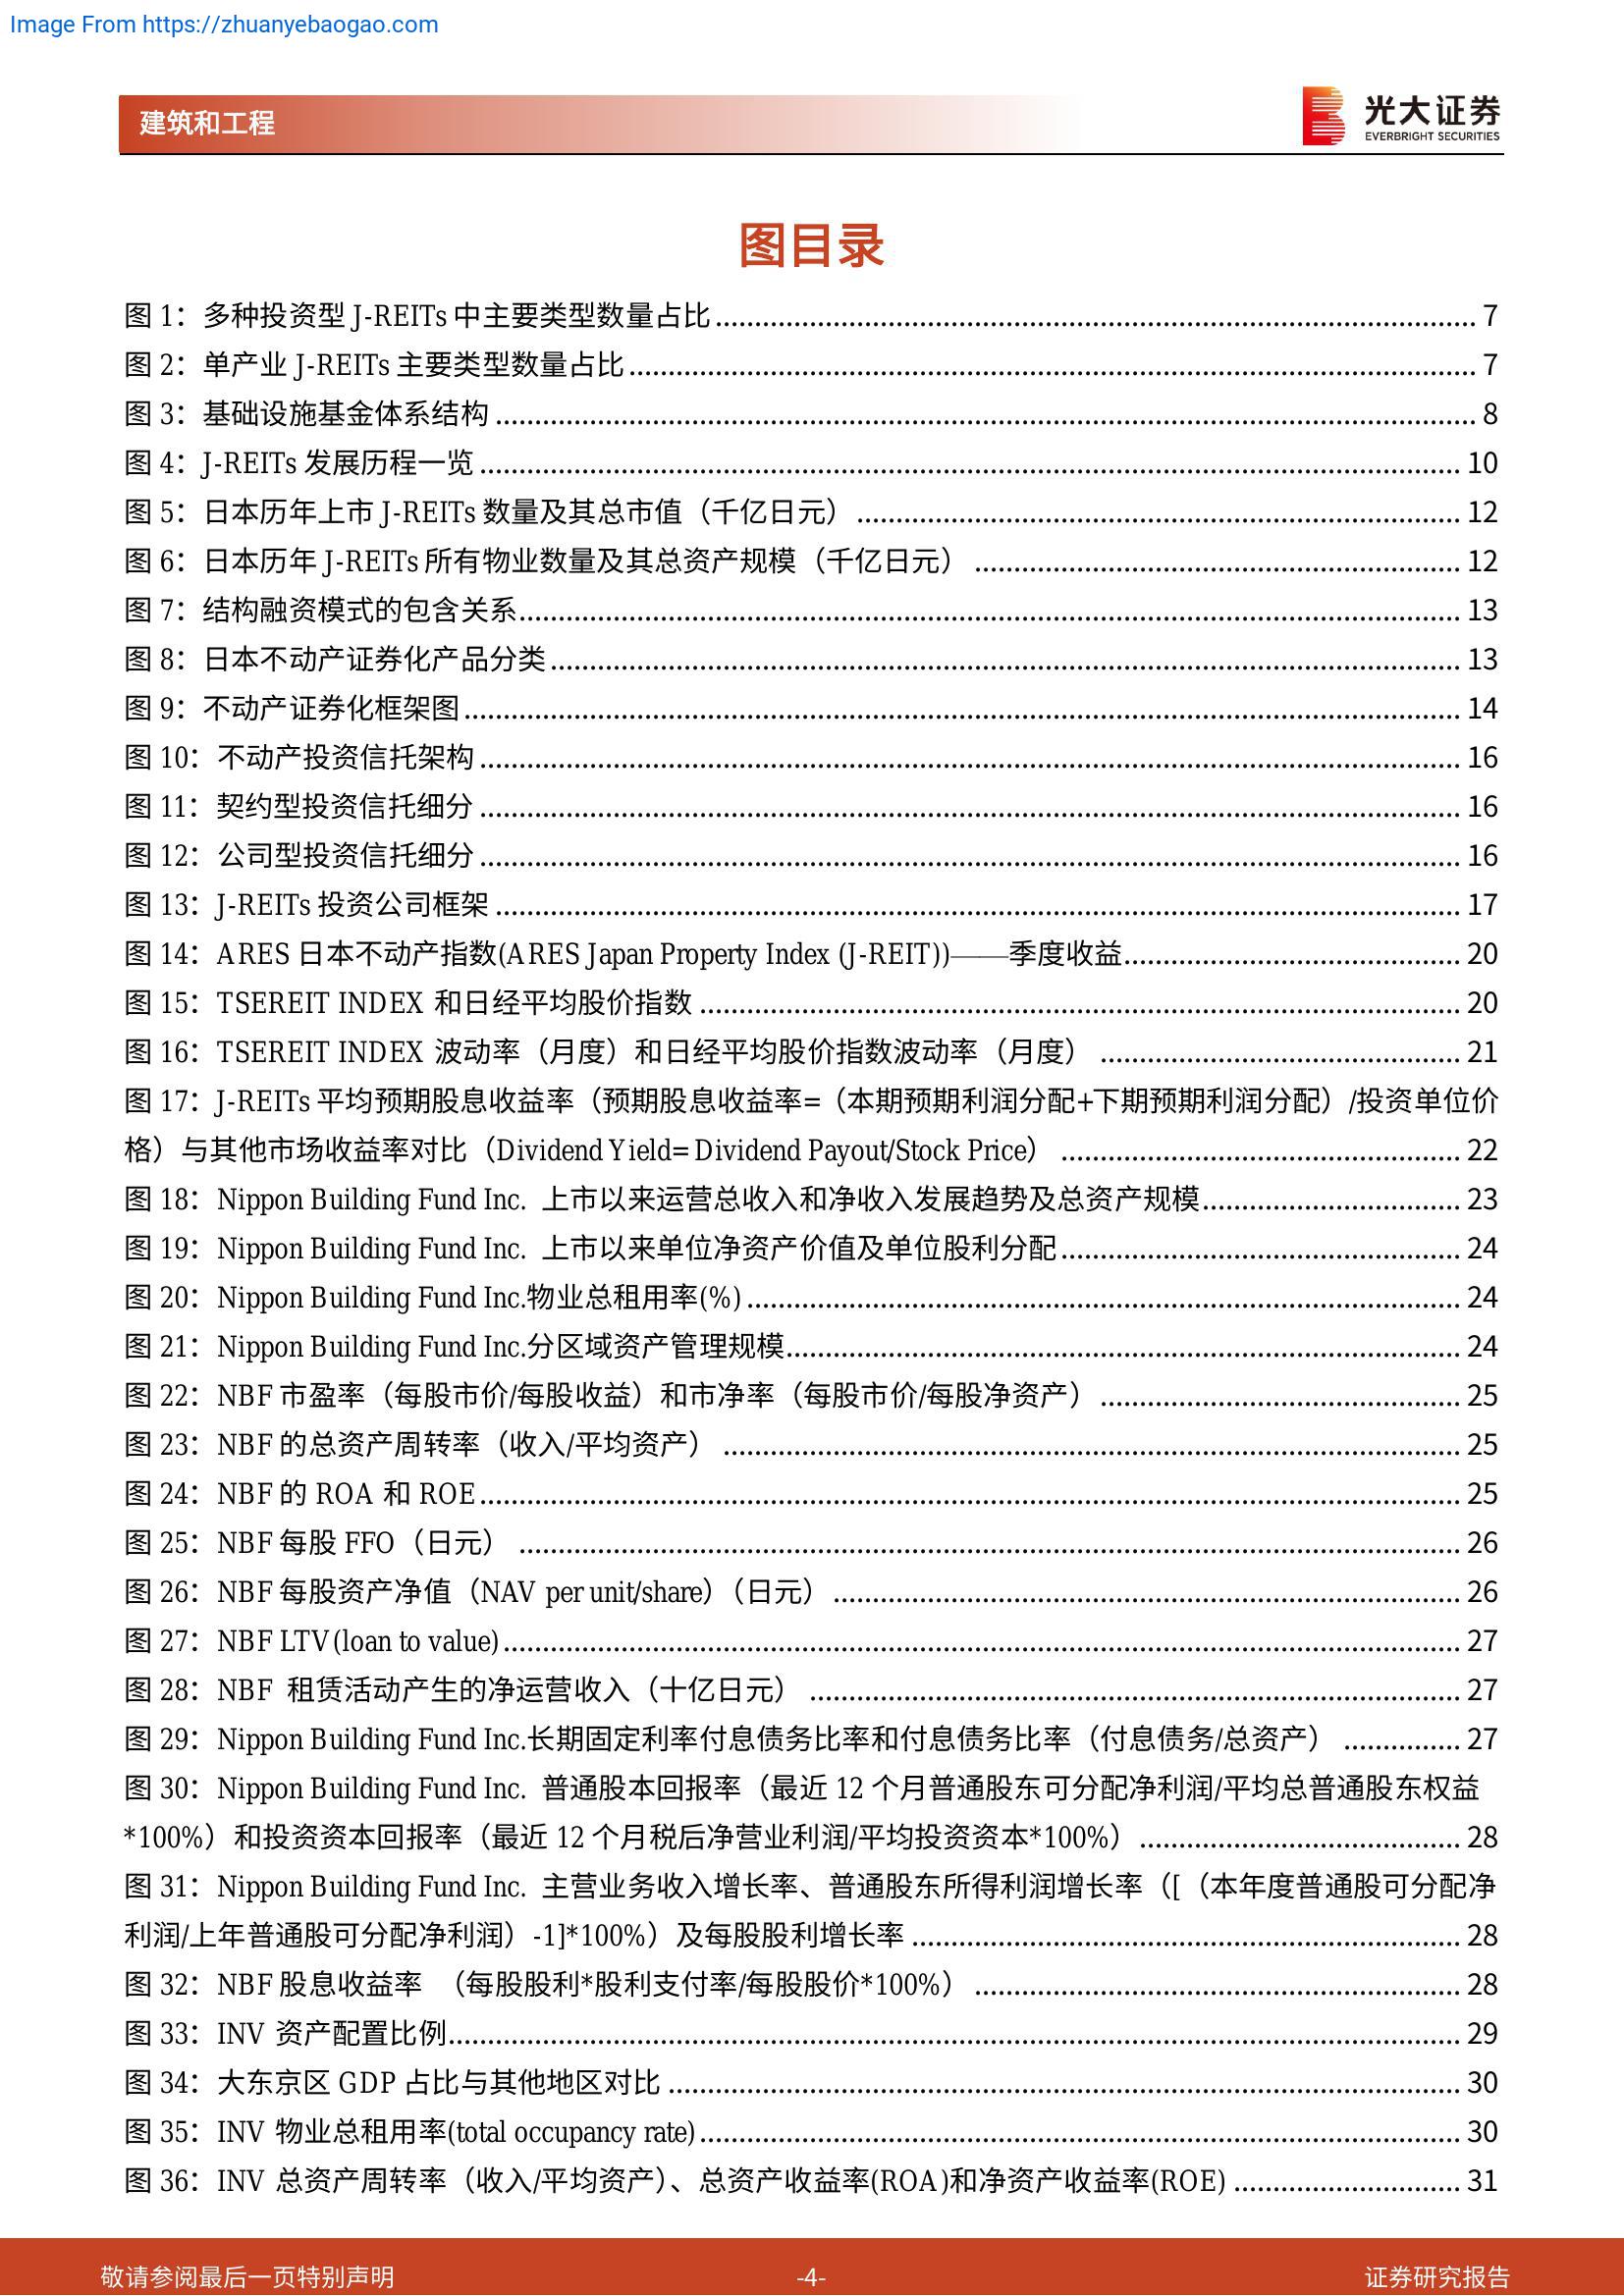 Image From https://zhuanyebaogao.com
建筑和工程
光大证券
EVERBRIGHT SECURITIES
图目录
图 1：多种投资型 J-REITs 中主要类型数量占比 7
图 2：单产业 J-REITs 主要类型数量占比 7
图 3：基础设施基金体系结构 8
图 4：J-REITs 发展历程一览 10
图 5：日本历年上市 J-REITs 数量及其总市值（千亿日元） 12
图 6：日本历年 J-REITs 所有物业数量及其总资产规模（千亿日元） 12
图 7：结构融资模式的包含关系 13
图 8：日本不动产证券化产品分类 13
图 9：不动产证券化框架图 14
图 10：不动产投资信托架构 16
图 11：契约型投资信托细分 16
图 12：公司型投资信托细分 16
图 13：J-REITs 投资公司框架 17
图 14：ARES 日本不动产指数(ARES Japan Property Index (J-REIT))——季度收益 20
图 15：TSEREIT INDEX 和日经平均股价指数 20
图 16：TSEREIT INDEX 波动率（月度）和日经平均股价指数波动率（月度） 21
图 17：J-REITs 平均预期股息收益率（预期股息收益率=（本期预期利润分配+下期预期利润分配）/投资单位价
格）与其他市场收益率对比（Dividend Yield= Dividend Payout/Stock Price） 22
图 18：Nippon Building Fund Inc. 上市以来运营总收入和净收入发展趋势及总资产规模 23
图 19：Nippon Building Fund Inc. 上市以来单位净资产价值及单位股利分配 24
图 20：Nippon Building Fund Inc.物业总租用率(%) 24
图 21：Nippon Building Fund Inc.分区域资产管理规模 24
图 22：NBF 市盈率（每股市价/每股收益）和市净率（每股市价/每股净资产） 25
图 23：NBF 的总资产周转率（收入/平均资产） 25
图 24：NBF 的 ROA 和 ROE 25
图 25：NBF 每股 FFO（日元） 26
图 26：NBF 每股资产净值（NAV per unit/share）（日元） 26
图 27：NBF LTV(loan to value) 27
图 28：NBF 租赁活动产生的净运营收入（十亿日元） 27
图 29：Nippon Building Fund Inc.长期固定利率付息债务比率和付息债务比率（付息债务/总资产） 27
图 30：Nippon Building Fund Inc. 普通股本回报率（最近 12 个月普通股东可分配净利润/平均总普通股东权益
*100%）和投资资本回报率（最近 12 个月税后净营业利润/平均投资资本*100%） 28
图 31：Nippon Building Fund Inc. 主营业务收入增长率、普通股东所得利润增长率（[（本年度普通股可分配净
利润/上年普通股可分配净利润）-1]*100%）及每股股利增长率 28
图 32：NBF 股息收益率 （每股股利*股利支付率/每股股价*100%） 28
图 33：INV 资产配置比例 29
图 34：大东京区 GDP 占比与其他地区对比 30
图 35：INV 物业总租用率(total occupancy rate) 30
图 36：INV 总资产周转率（收入/平均资产）、总资产收益率(ROA)和净资产收益率(ROE) 31
敬请参阅最后一页特别声明 -4- 证券研究报告